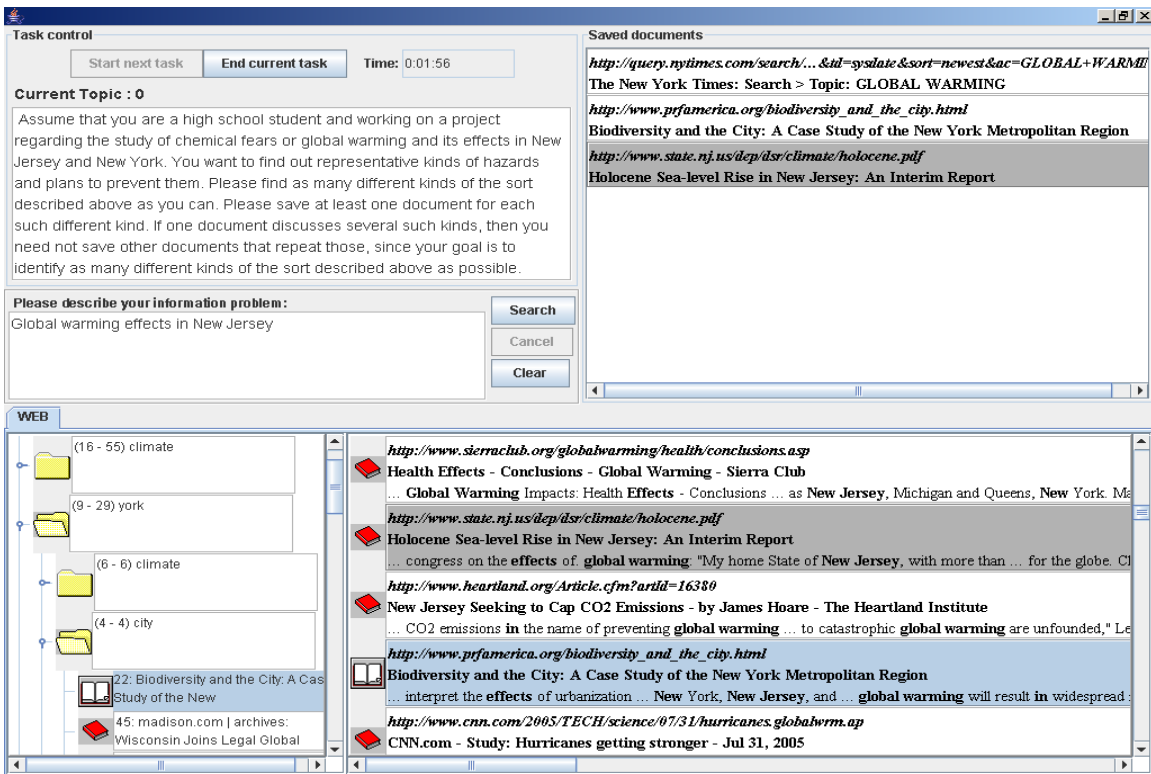 Task control
Start next task
End current task
Time: 0:01:56
Current Topic : 0
Assume that you are a high school student and working on a project
regarding the study of chemical fears or global warming and its effects in New
Jersey and New York. You want to find out representative kinds of hazards
and plans to prevent them. Please find as many different kinds of the sort
described above as you can. Please save at least one document for each
such different kind. If one document discusses several such kinds, then you
need not save other documents that repeat those, since your goal is to
identify as many different kinds of the sort described above as possible.
Please describe your information problem:
Global warming effects in New Jersey
Search
Cancel
Clear
Saved documents
http://query.nytimes.com/search/... &td=sysdate&sort=newest&ac=GLOBAL+WARMI
The New York Times: Search > Topic: GLOBAL WARMING
http://www.prfamerica.org/biodiversity_and_the_city.html
Biodiversity and the City: A Case Study of the New York Metropolitan Region
http://www.state.nj.us/dep/dsr/climate/holocene.pdf
Holocene Sea-level Rise in New Jersey: An Interim Report
WEB
(16 - 55) climate
(9 - 29) york
(6 - 6) climate
(4 - 4) city
22: Biodiversity and the City: A Cas
Study of the New
45: madison.com | archives:
Wisconsin Joins Legal Global
http://www.sierraclub.org/globalwarming/health/conclusions.asp
Health Effects - Conclusions - Global Warming - Sierra Club
... Global Warming Impacts: Health Effects - Conclusions ... as New Jersey, Michigan and Queens, New York. Ma
http://www.state.nj.us/dep/dsr/climate/holocene.pdf
Holocene Sea-level Rise in New Jersey: An Interim Report
... congress on the effects of. global warming: "My home State of New Jersey, with more than ... for the globe. Cl
http://www.heartland.org/Article.cfm?artId=16380
New Jersey Seeking to Cap CO2 Emissions - by James Hoare - The Heartland Institute
... CO2 emissions in the name of preventing global warming ... to catastrophic global warming are unfounded," Le
http://www.prfamerica.org/biodiversity_and_the_city.html
Biodiversity and the City: A Case Study of the New York Metropolitan Region
... interpret the effects of urbanization ... New York, New Jersey, and ... global warming will result in widespread
http://www.cnn.com/2005/TECH/science/07/31/hurricanes.globalwrm.ap
CNN.com - Study: Hurricanes getting stronger - Jul 31, 2005